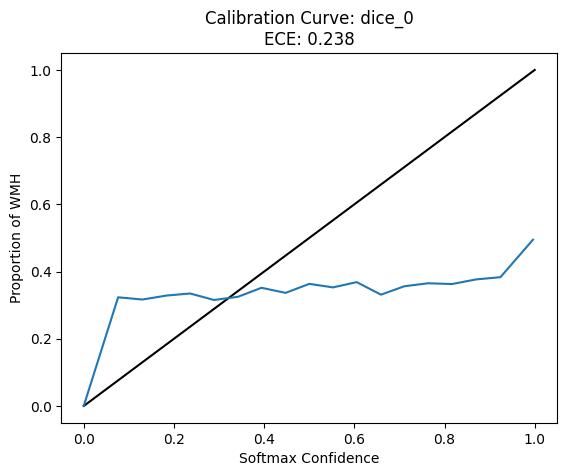 Calibration Curve: dice_0
ECE: 0.238
1.0
0.8
0.6
0.4
0.2
0.0
Proportion of WMH
0.0 0.2 0.4 0.6 0.8 1.0
Softmax Confidence